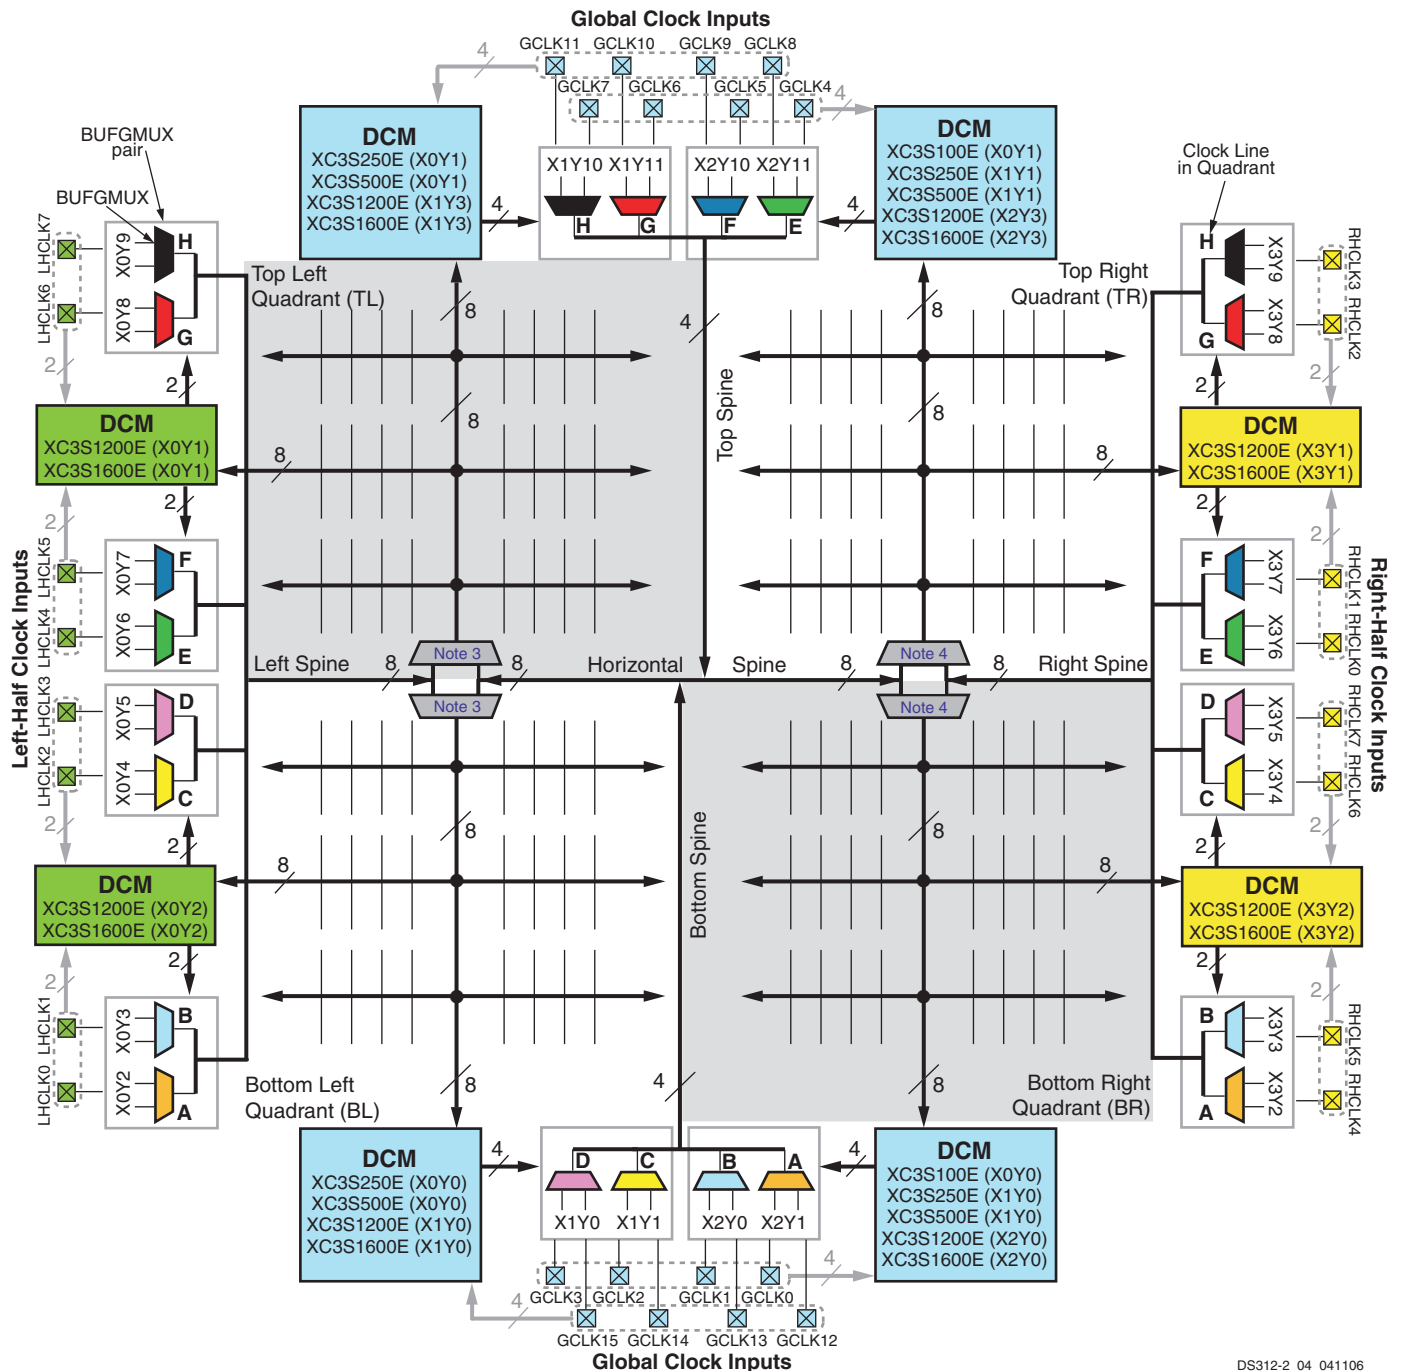 Global Clock Inputs
GCLK11 GCLK10 GCLK9 GCLK8
4
GCLK7 GCLK6 GCLK5 GCLK4
4
DCM
XC3S250E (X0Y1)
XC3S500E (X0Y1)
XC3S1200E (X1Y3)
XC3S1600E (X1Y3)
4
X1Y10 X1Y11 X2Y10 X2Y11
H G F E
4
DCM
XC3S100E (X0Y1)
XC3S250E (X1Y1)
XC3S500E (X1Y1)
XC3S1200E (X2Y3)
XC3S1600E (X2Y3)
BUFGMUX
pair
BUFGMUX
Clock Line
in Quadrant
LHCLK7
LHCLK6
X0Y9
X0Y8
H
G
2
2
Top Left
Quadrant (TL)
8
8
4
Top Spine
Top Right
Quadrant (TR)
8
8
H
G
X3Y9
X3Y8
RHCLK3
RHCLK2
2
2
DCM
XC3S1200E (X0Y1)
XC3S1600E (X0Y1)
8
2
2
8
DCM
XC3S1200E (X3Y1)
XC3S1600E (X3Y1)
2
2
Left-Half Clock Inputs
LHCLK5
LHCLK4
X0Y7
X0Y6
F
E
F
E
X3Y7
X3Y6
RHCLK1
RHCLK0
Right-Half Clock Inputs
Left Spine
8
Note 3
Note 3
8
Horizontal Spine
8
Note 4
Note 4
8
Right Spine
LHCLK3
LHCLK2
X0Y5
X0Y4
D
C
2
2
D
C
X3Y5
X3Y4
RHCLK7
RHCLK6
2
2
8
8
Bottom Spine
DCM
XC3S1200E (X0Y2)
XC3S1600E (X0Y2)
8
2
2
8
DCM
XC3S1200E (X3Y2)
XC3S1600E (X3Y2)
2
2
LHCLK1
LHCLK0
X0Y3
X0Y2
B
A
B
A
X3Y3
X3Y2
RHCLK5
RHCLK4
Bottom Left
Quadrant (BL)
8
4
8
Bottom Right
Quadrant (BR)
DCM
XC3S250E (X0Y0)
XC3S500E (X0Y0)
XC3S1200E (X1Y0)
XC3S1600E (X1Y0)
4
D C B A
X1Y0 X1Y1 X2Y0 X2Y1
4
DCM
XC3S100E (X0Y0)
XC3S250E (X1Y0)
XC3S500E (X1Y0)
XC3S1200E (X2Y0)
XC3S1600E (X2Y0)
4
GCLK3 GCLK2 GCLK1 GCLK0
4
GCLK15 GCLK14 GCLK13 GCLK12
Global Clock Inputs
DS312-2_04_041106